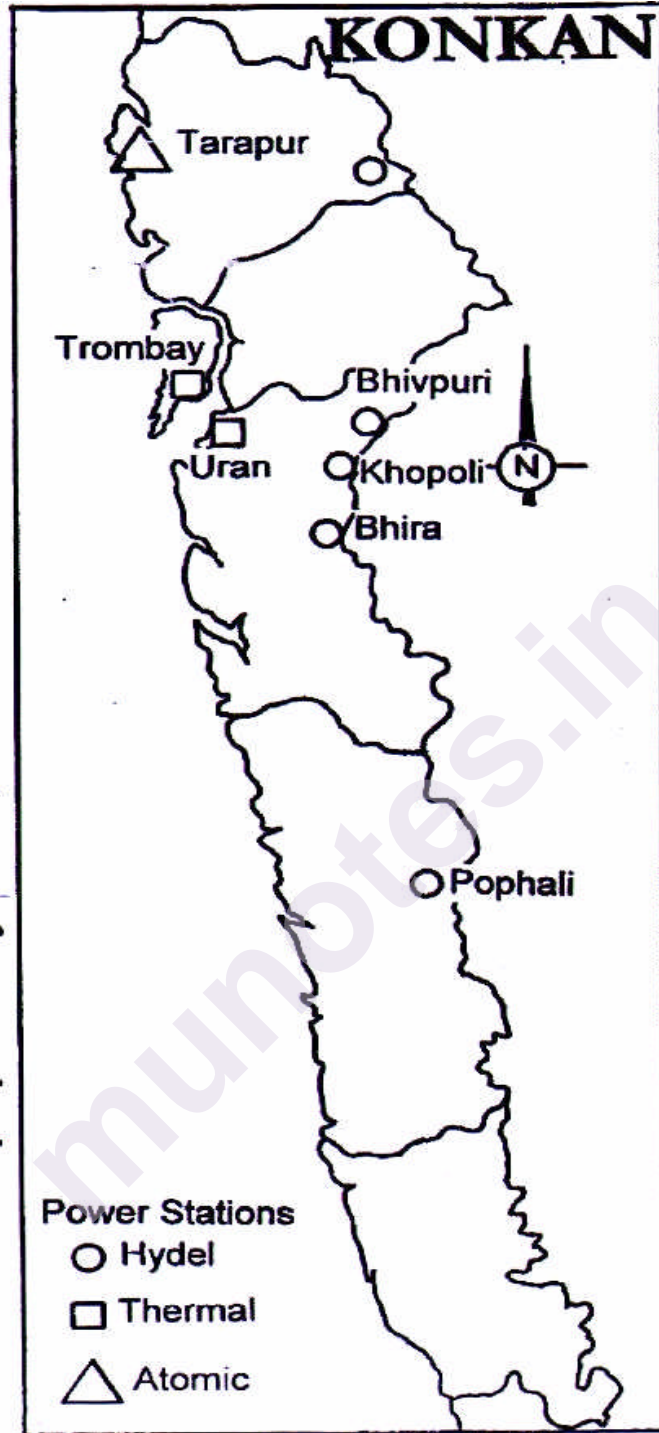 KONKAN
Tarapur
Trombay
Bhivpuri
Uran
Khopoli
N
Bhira
Pophali
Power Stations
Hydel
Thermal
Atomic
munotes.in